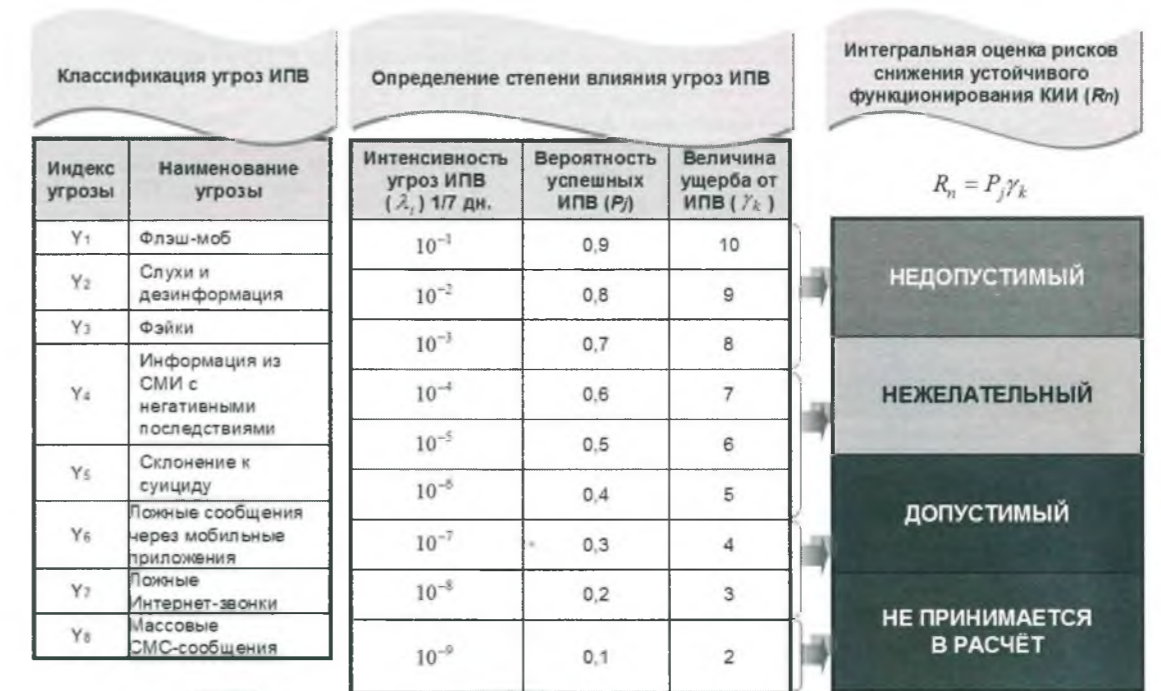 Классификация угроз ИПВ
Определение степени влияния угроз ИПВ
Интегральная оценка рисков
снижения устойчивого
функционирования КИИ (Rn)
Индекс
угрозы
Наименование
угрозы
Y1
Флэш-моб
Y2
Слухи и
дезинформация
Y3
Фэйки
Y4
Информация из
СМИ с
негативными
последствиями
Y5
Склонение к
суициду
Y6
Ложные сообщения
через мобильные
приложения
Y7
Ложные
Интернет-звонки
Y8
Массовые
СМС-сообщения
Интенсивность
угроз ИПВ
(λi) 1/7 дн.
Вероятность
успешных
ИПВ (Pj)
Величина
ущерба от
ИПВ (γk)
10⁻¹ 0,9 10
10⁻² 0,8 9
10⁻³ 0,7 8
10⁻⁴ 0,6 7
10⁻⁵ 0,5 6
10⁻⁶ 0,4 5
10⁻⁷ 0,3 4
10⁻⁸ 0,2 3
10⁻⁹ 0,1 2
Rn = Pjγk
НЕДОПУСТИМЫЙ
НЕЖЕЛАТЕЛЬНЫЙ
ДОПУСТИМЫЙ
НЕ ПРИНИМАЕТСЯ
В РАСЧЁТ